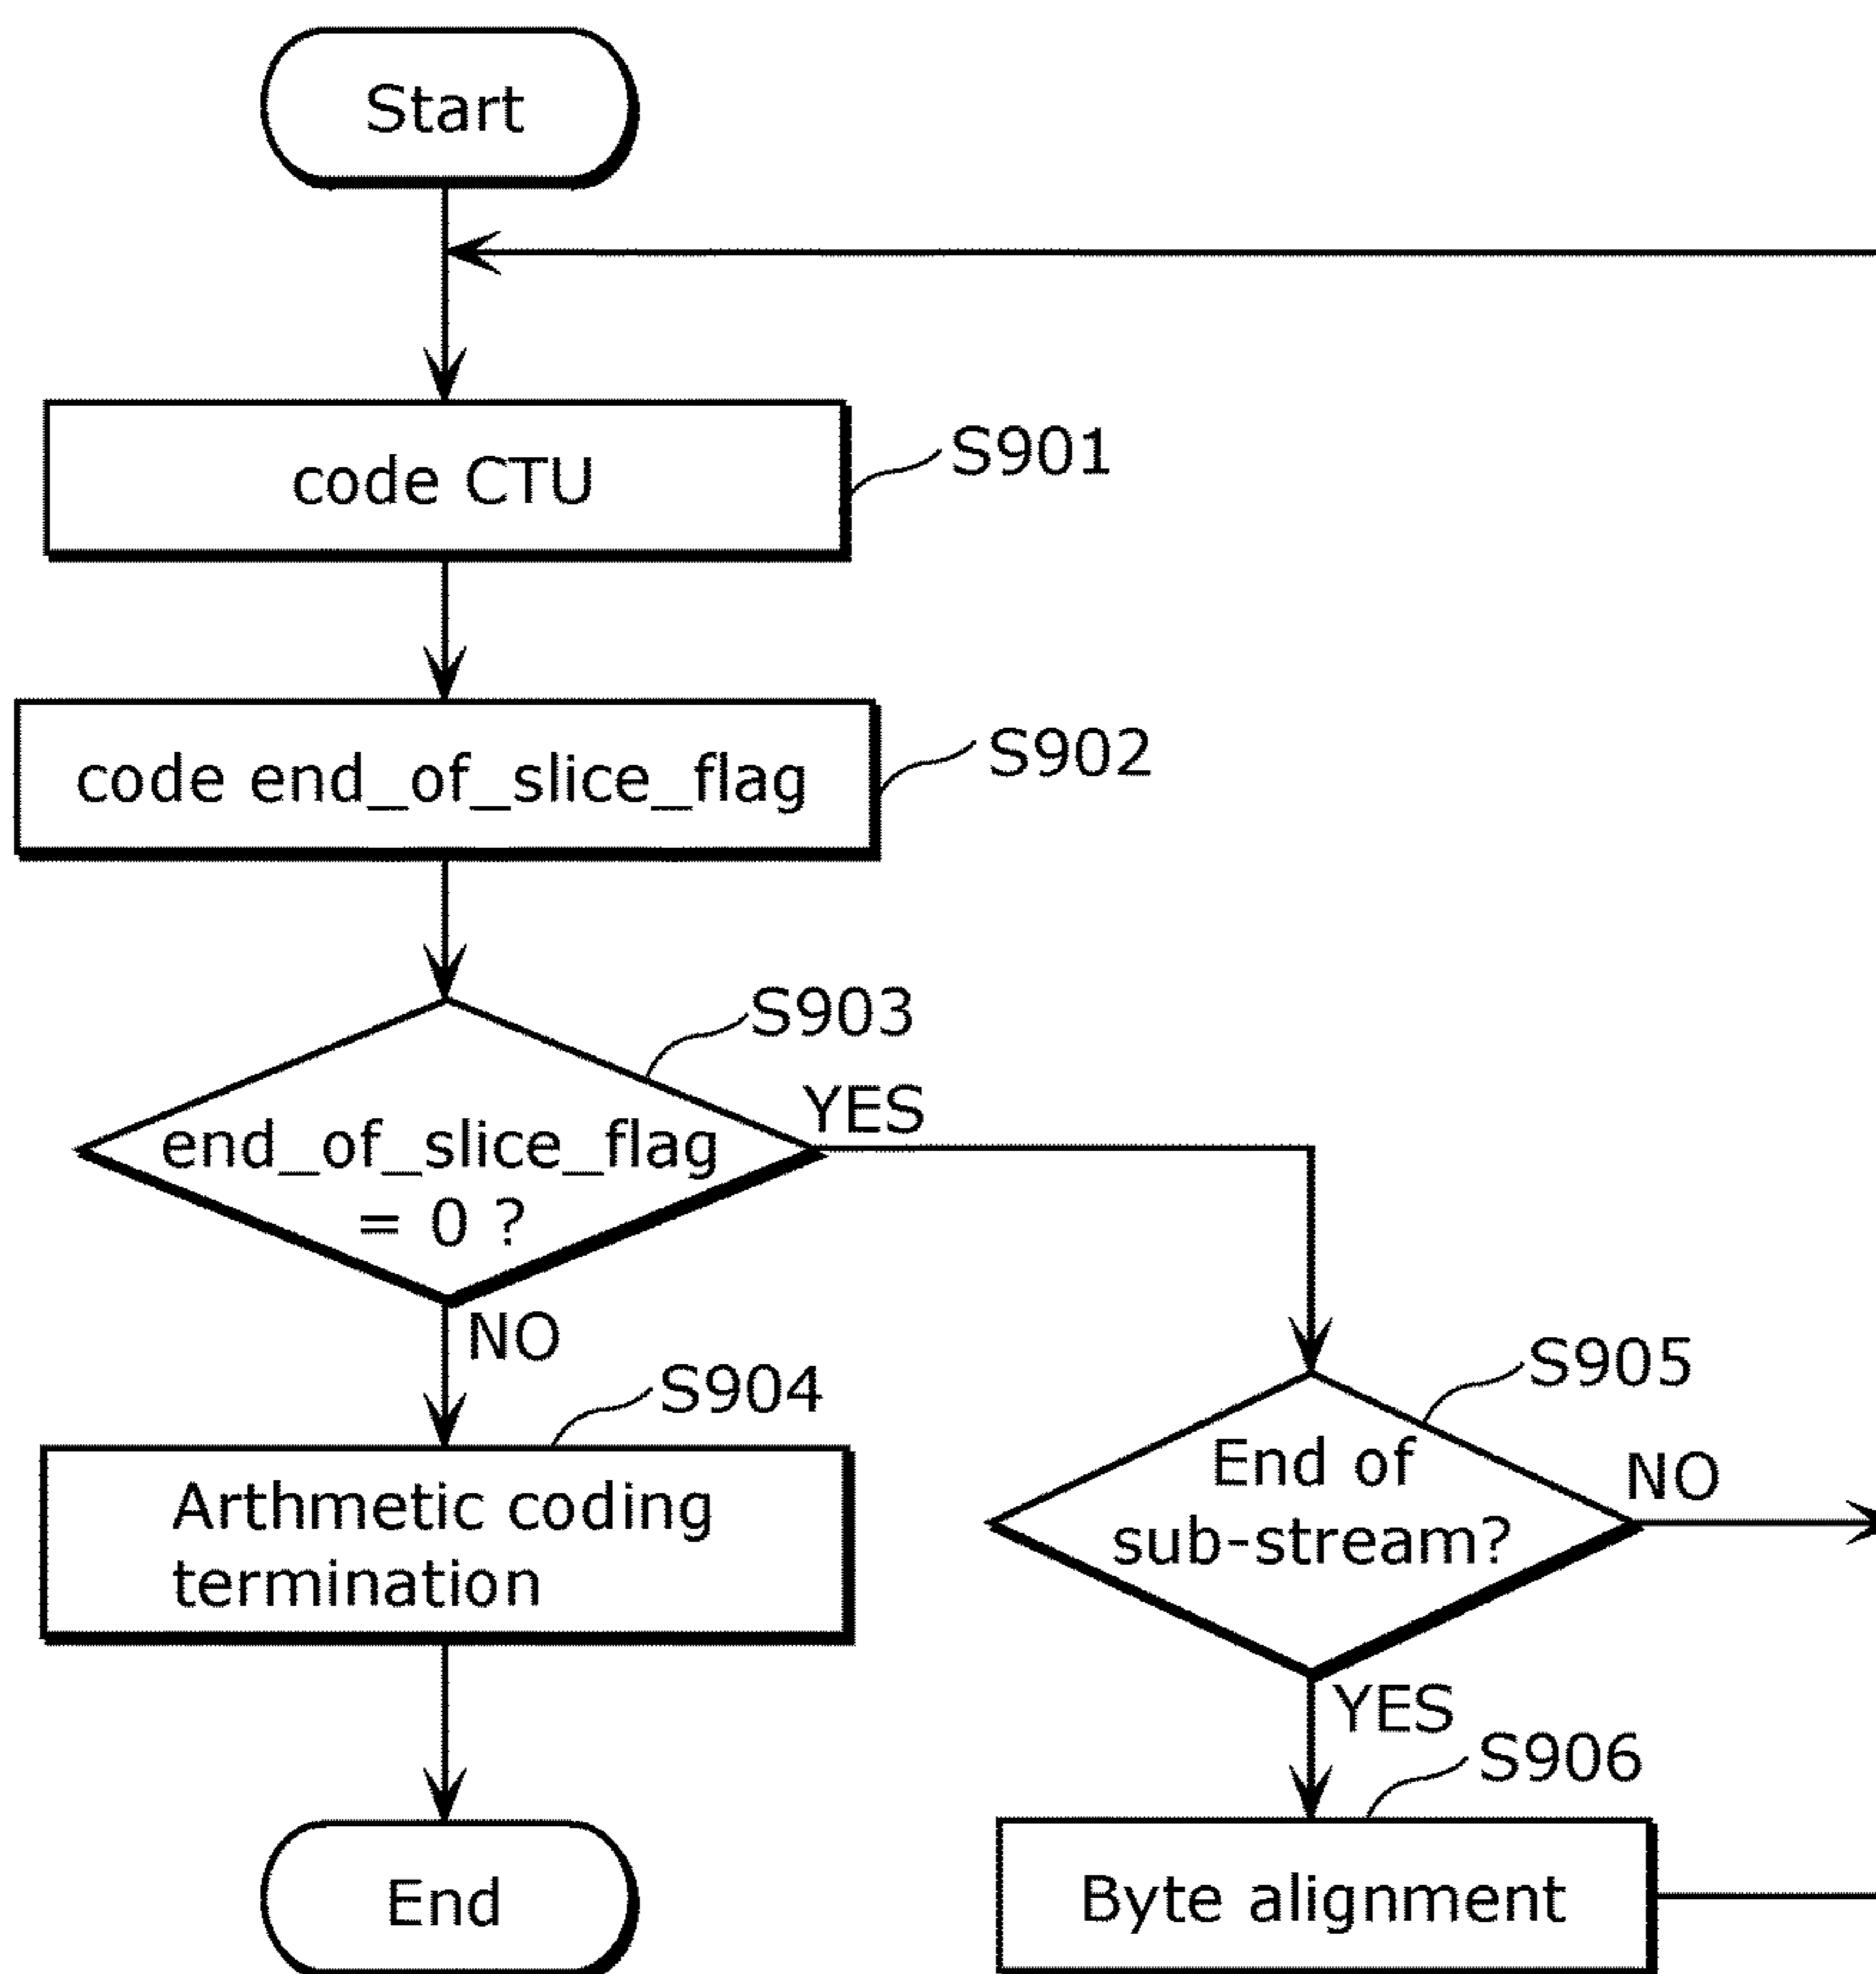 Start
code CTU
S901
code end_of_slice_flag
S902
S903
end_of_slice_flag
= 0 ?
YES
NO
S904
Arthmetic coding
termination
End
S905
End of
sub-stream?
NO
YES
S906
Byte alignment